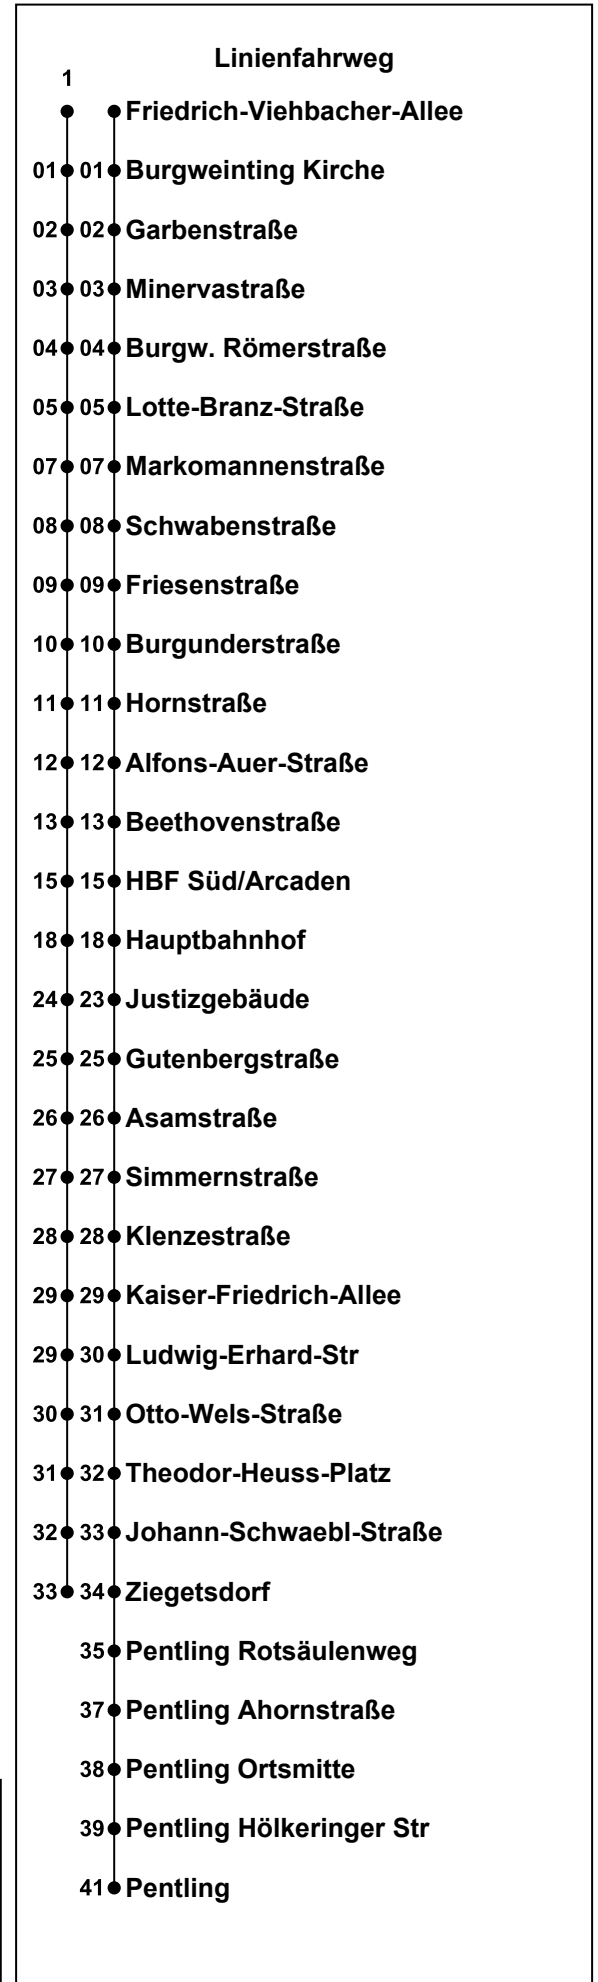 Linienfahrweg
1
Friedrich-Viehbacher-Allee
01 01 Burgweinting Kirche
02 02 Garbenstraße
03 03 Minervastraße
04 04 Burgw. Römerstraße
05 05 Lotte-Branz-Straße
07 07 Markomannenstraße
08 08 Schwabenstraße
09 09 Friesenstraße
10 10 Burgunderstraße
11 11 Hornstraße
12 12 Alfons-Auer-Straße
13 13 Beethovenstraße
15 15 HBF Süd/Arcaden
18 18 Hauptbahnhof
24 23 Justizgebäude
25 25 Gutenbergstraße
26 26 Asamstraße
27 27 Simmernstraße
28 28 Klenzestraße
29 29 Kaiser-Friedrich-Allee
29 30 Ludwig-Erhard-Str
30 31 Otto-Wels-Straße
31 32 Theodor-Heuss-Platz
32 33 Johann-Schwaebl-Straße
33 34 Ziegetsdorf
35 Pentling Rotsäulenweg
37 Pentling Ahornstraße
38 Pentling Ortsmitte
39 Pentling Hölkeringer Str
41 Pentling